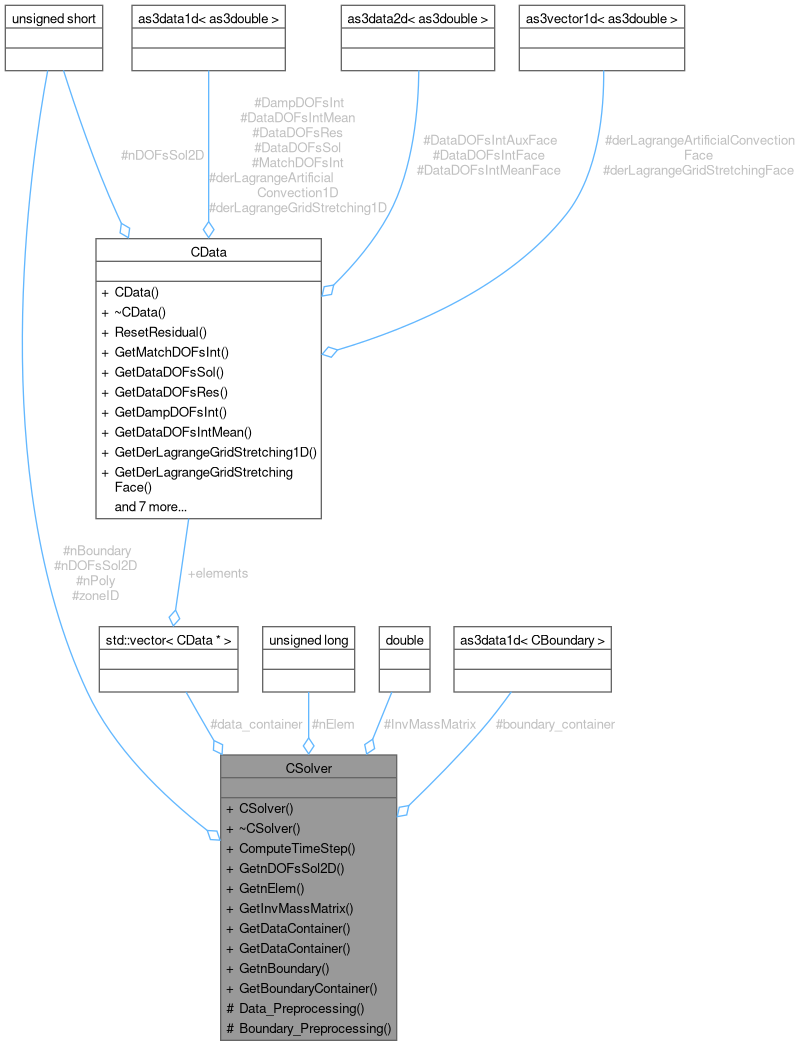 unsigned short
as3data1d< as3double >
as3data2d< as3double >
as3vector1d< as3double >
#nDOFsSol2D
#DampDOFsInt
#DataDOFsIntMean
#DataDOFsRes
#DataDOFsSol
#MatchDOFsInt
#derLagrangeArtificial
Convection1D
#derLagrangeGridStretching1D
#DataDOFsIntAuxFace
#DataDOFsIntFace
#DataDOFsIntMeanFace
#derLagrangeArtificialConvection
Face
#derLagrangeGridStretchingFace
CData
+ CData()
+ ~CData()
+ ResetResidual()
+ GetMatchDOFsInt()
+ GetDataDOFsSol()
+ GetDataDOFsRes()
+ GetDampDOFsInt()
+ GetDataDOFsIntMean()
+ GetDerLagrangeGridStretching1D()
+ GetDerLagrangeGridStretching
Face()
and 7 more...
#nBoundary
#nDOFsSol2D
#nPoly
#zoneID
+elements
std::vector< CData * >
unsigned long
double
as3data1d< CBoundary >
#data_container
#nElem
#InvMassMatrix
#boundary_container
CSolver
+ CSolver()
+ ~CSolver()
+ ComputeTimeStep()
+ GetnDOFsSol2D()
+ GetnElem()
+ GetInvMassMatrix()
+ GetDataContainer()
+ GetDataContainer()
+ GetnBoundary()
+ GetBoundaryContainer()
# Data_Preprocessing()
# Boundary_Preprocessing()